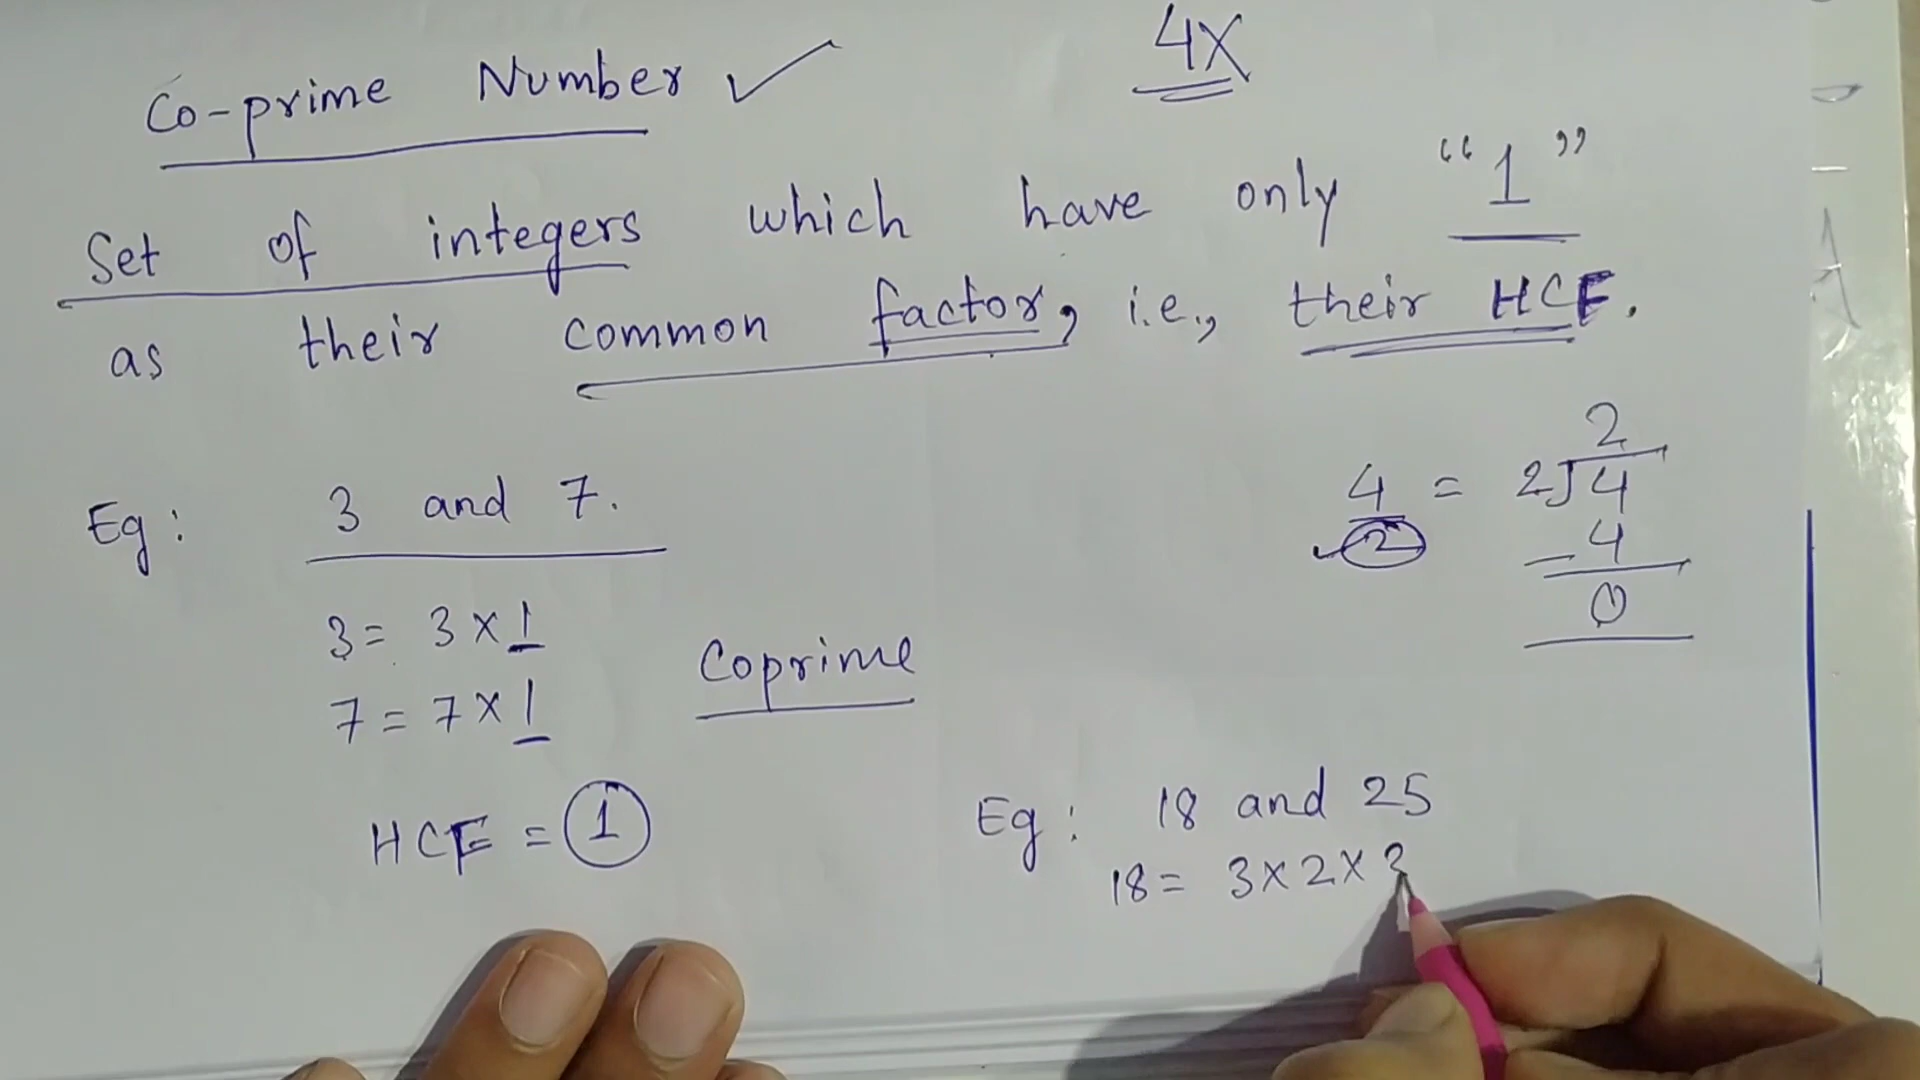 Co-prime Number ✓
4X
Set of integers which have only "1"
as their common factor, i.e., their HCF.
Eg: 3 and 7.
3 = 3 × 1
7 = 7 × 1
Coprime
HCF = 1
4/2 = 2)4
2
- 4
0
Eg: 18 and 25
18 = 3 × 2 × 3